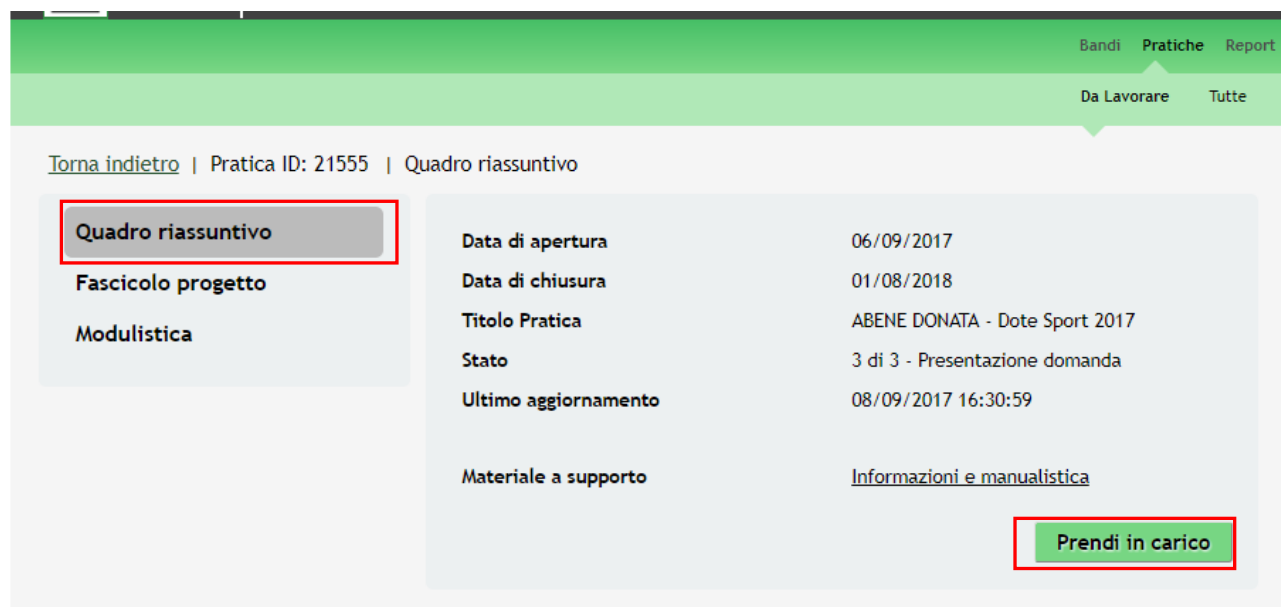 Bandi Pratiche Report
Da Lavorare Tutte
Torna indietro | Pratica ID: 21555 | Quadro riassuntivo
Quadro riassuntivo
Fascicolo progetto
Modulistica
Data di apertura 06/09/2017
Data di chiusura 01/08/2018
Titolo Pratica ABENE DONATA - Dote Sport 2017
Stato 3 di 3 - Presentazione domanda
Ultimo aggiornamento 08/09/2017 16:30:59
Materiale a supporto Informazioni e manualistica
Prendi in carico